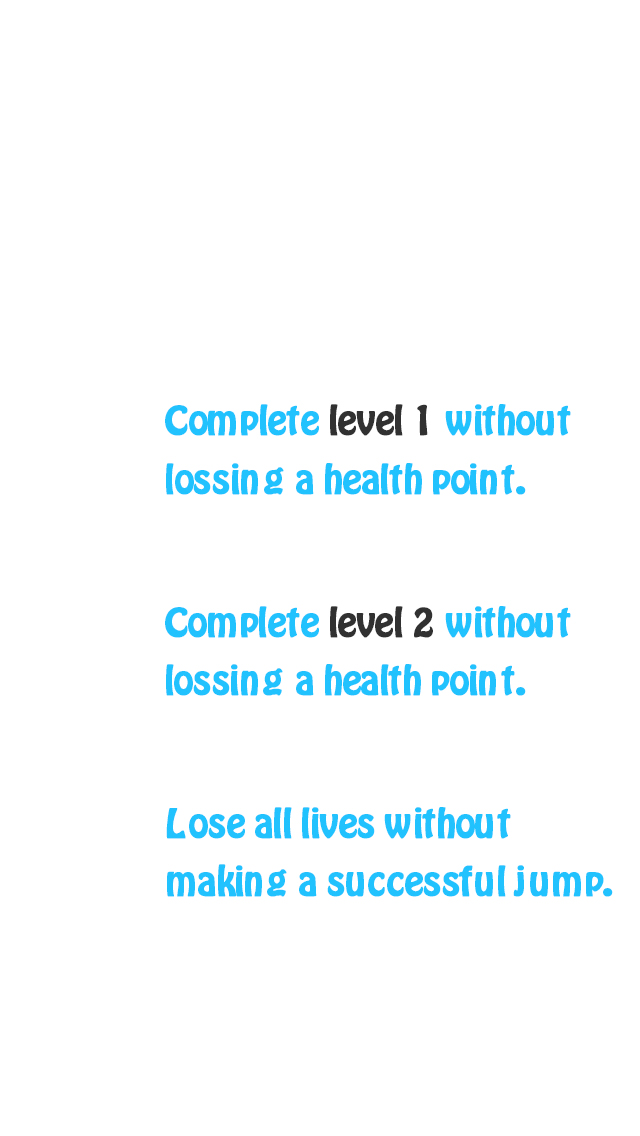 Complete level 1 without
lossing a health point.
Complete level 2 without
lossing a health point.
Lose all lives without
making a successful jump.